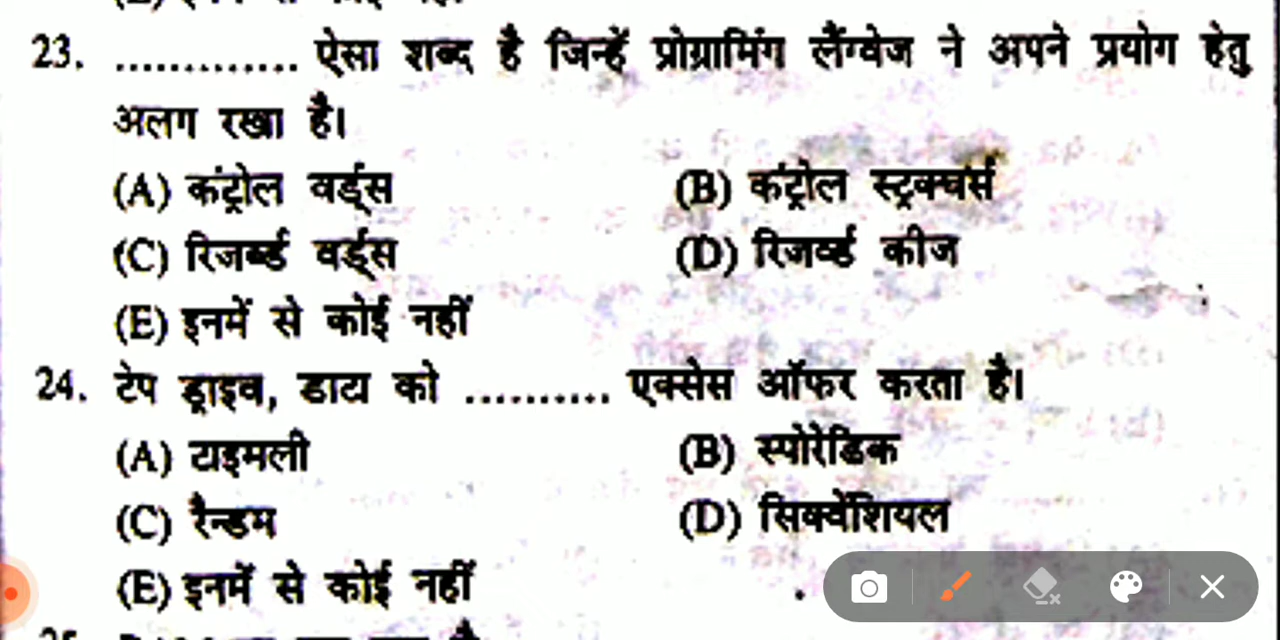 23. ............. ऐसा शब्द है जिन्हें प्रोग्रामिंग लैंग्वेज ने अपने प्रयोग हेतु
अलग रखा है।
(A) कंट्रोल वर्ड्स (B) कंट्रोल स्ट्रक्चर्स
(C) रिजर्व्ड वर्ड्स (D) रिजर्व्ड कीज
(E) इनमें से कोई नहीं
24. टेप ड्राइव, डाटा को .......... एक्सेस ऑफर करता है।
(A) टाइमली (B) स्पोरेडिक
(C) रैन्डम (D) सिक्वेंशियल
(E) इनमें से कोई नहीं